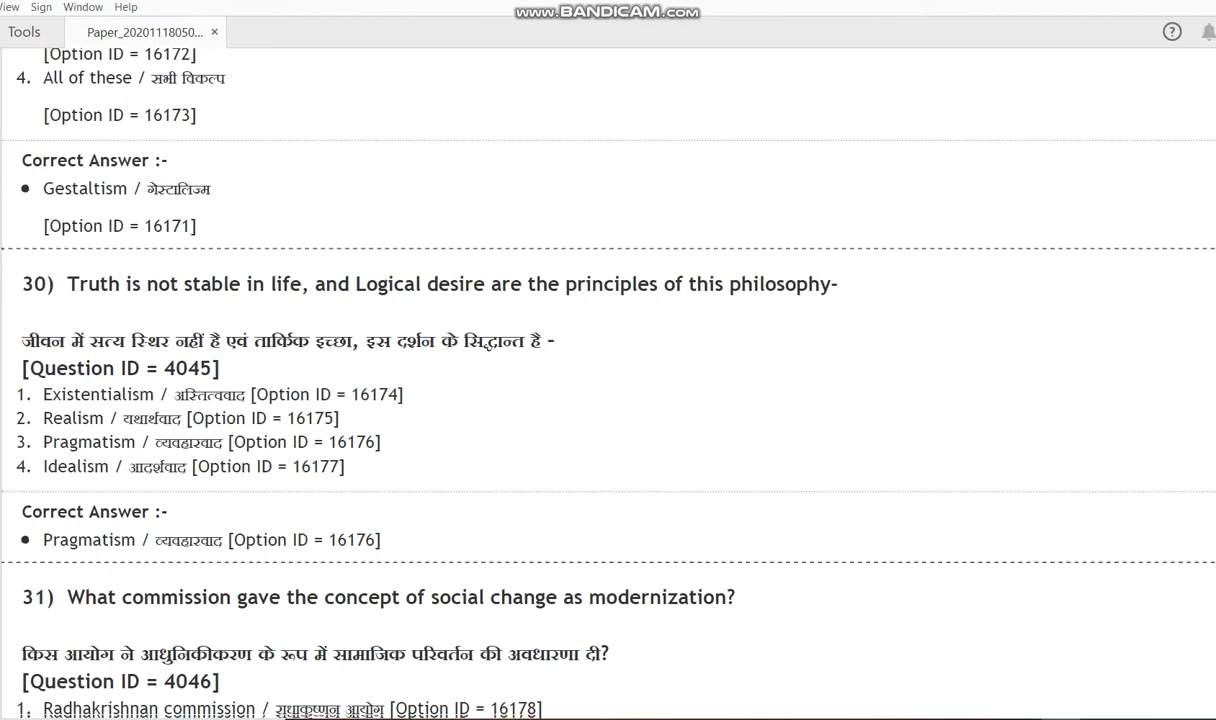 View Sign Window Help
www.BANDICAM.com
Tools Paper_20201118050... ×
[Option ID = 16172]
4. All of these / सभी विकल्प
[Option ID = 16173]
Correct Answer :-
• Gestaltism / गेस्टालिज्म
[Option ID = 16171]
30) Truth is not stable in life, and Logical desire are the principles of this philosophy-
जीवन में सत्य स्थिर नहीं है एवं तार्किक इच्छा, इस दर्शन के सिद्धान्त है -
[Question ID = 4045]
1. Existentialism / अस्तित्ववाद [Option ID = 16174]
2. Realism / यथार्थवाद [Option ID = 16175]
3. Pragmatism / व्यवहारवाद [Option ID = 16176]
4. Idealism / आदर्शवाद [Option ID = 16177]
Correct Answer :-
• Pragmatism / व्यवहारवाद [Option ID = 16176]
31) What commission gave the concept of social change as modernization?
किस आयोग ने आधुनिकीकरण के रूप में सामाजिक परिवर्तन की अवधारणा दी?
[Question ID = 4046]
1. Radhakrishnan commission / राधाकृष्णन आयोग [Option ID = 16178]